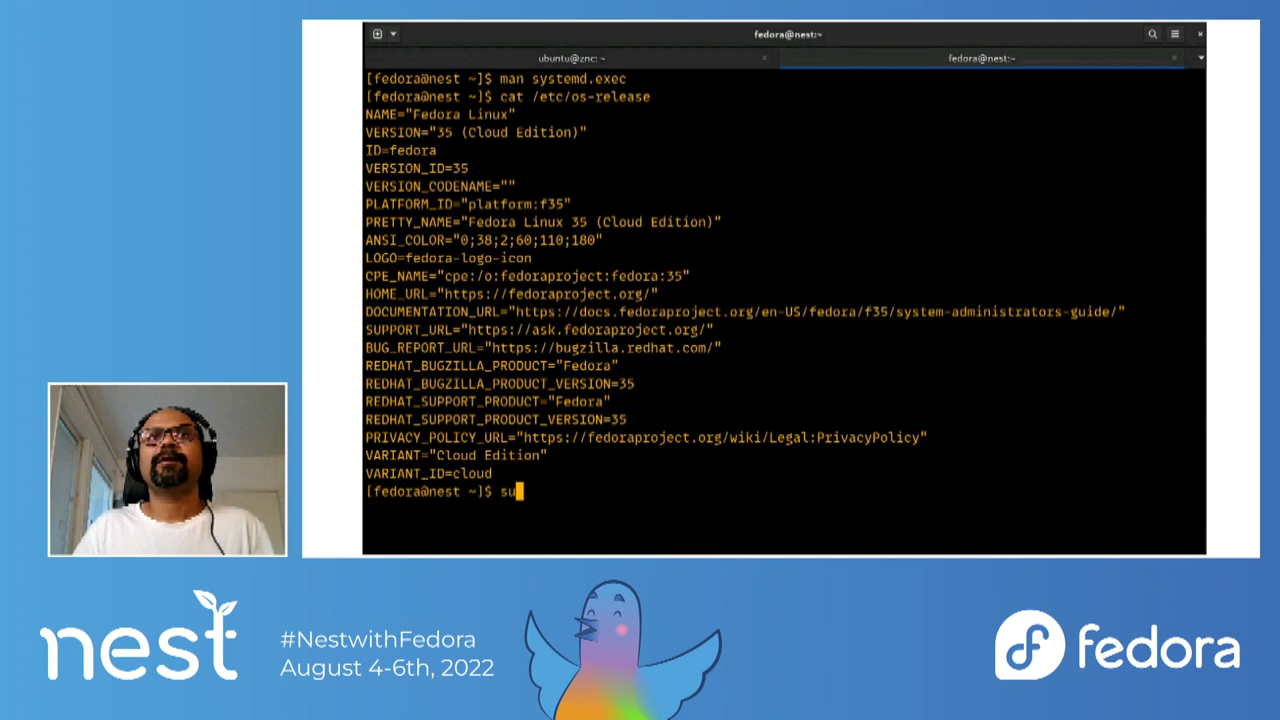 fedora@nest:~
ubuntu@znc: ~
fedora@nest:~
[fedora@nest ~]$ man systemd.exec
[fedora@nest ~]$ cat /etc/os-release
NAME="Fedora Linux"
VERSION="35 (Cloud Edition)"
ID=fedora
VERSION_ID=35
VERSION_CODENAME=""
PLATFORM_ID="platform:f35"
PRETTY_NAME="Fedora Linux 35 (Cloud Edition)"
ANSI_COLOR="0;38;2;60;110;180"
LOGO=fedora-logo-icon
CPE_NAME="cpe:/o:fedoraproject:fedora:35"
HOME_URL="https://fedoraproject.org/"
DOCUMENTATION_URL="https://docs.fedoraproject.org/en-US/fedora/f35/system-administrators-guide/"
SUPPORT_URL="https://ask.fedoraproject.org/"
BUG_REPORT_URL="https://bugzilla.redhat.com/"
REDHAT_BUGZILLA_PRODUCT="Fedora"
REDHAT_BUGZILLA_PRODUCT_VERSION=35
REDHAT_SUPPORT_PRODUCT="Fedora"
REDHAT_SUPPORT_PRODUCT_VERSION=35
PRIVACY_POLICY_URL="https://fedoraproject.org/wiki/Legal:PrivacyPolicy"
VARIANT="Cloud Edition"
VARIANT_ID=cloud
[fedora@nest ~]$ su
nest
#NestwithFedora
August 4-6th, 2022
fedora